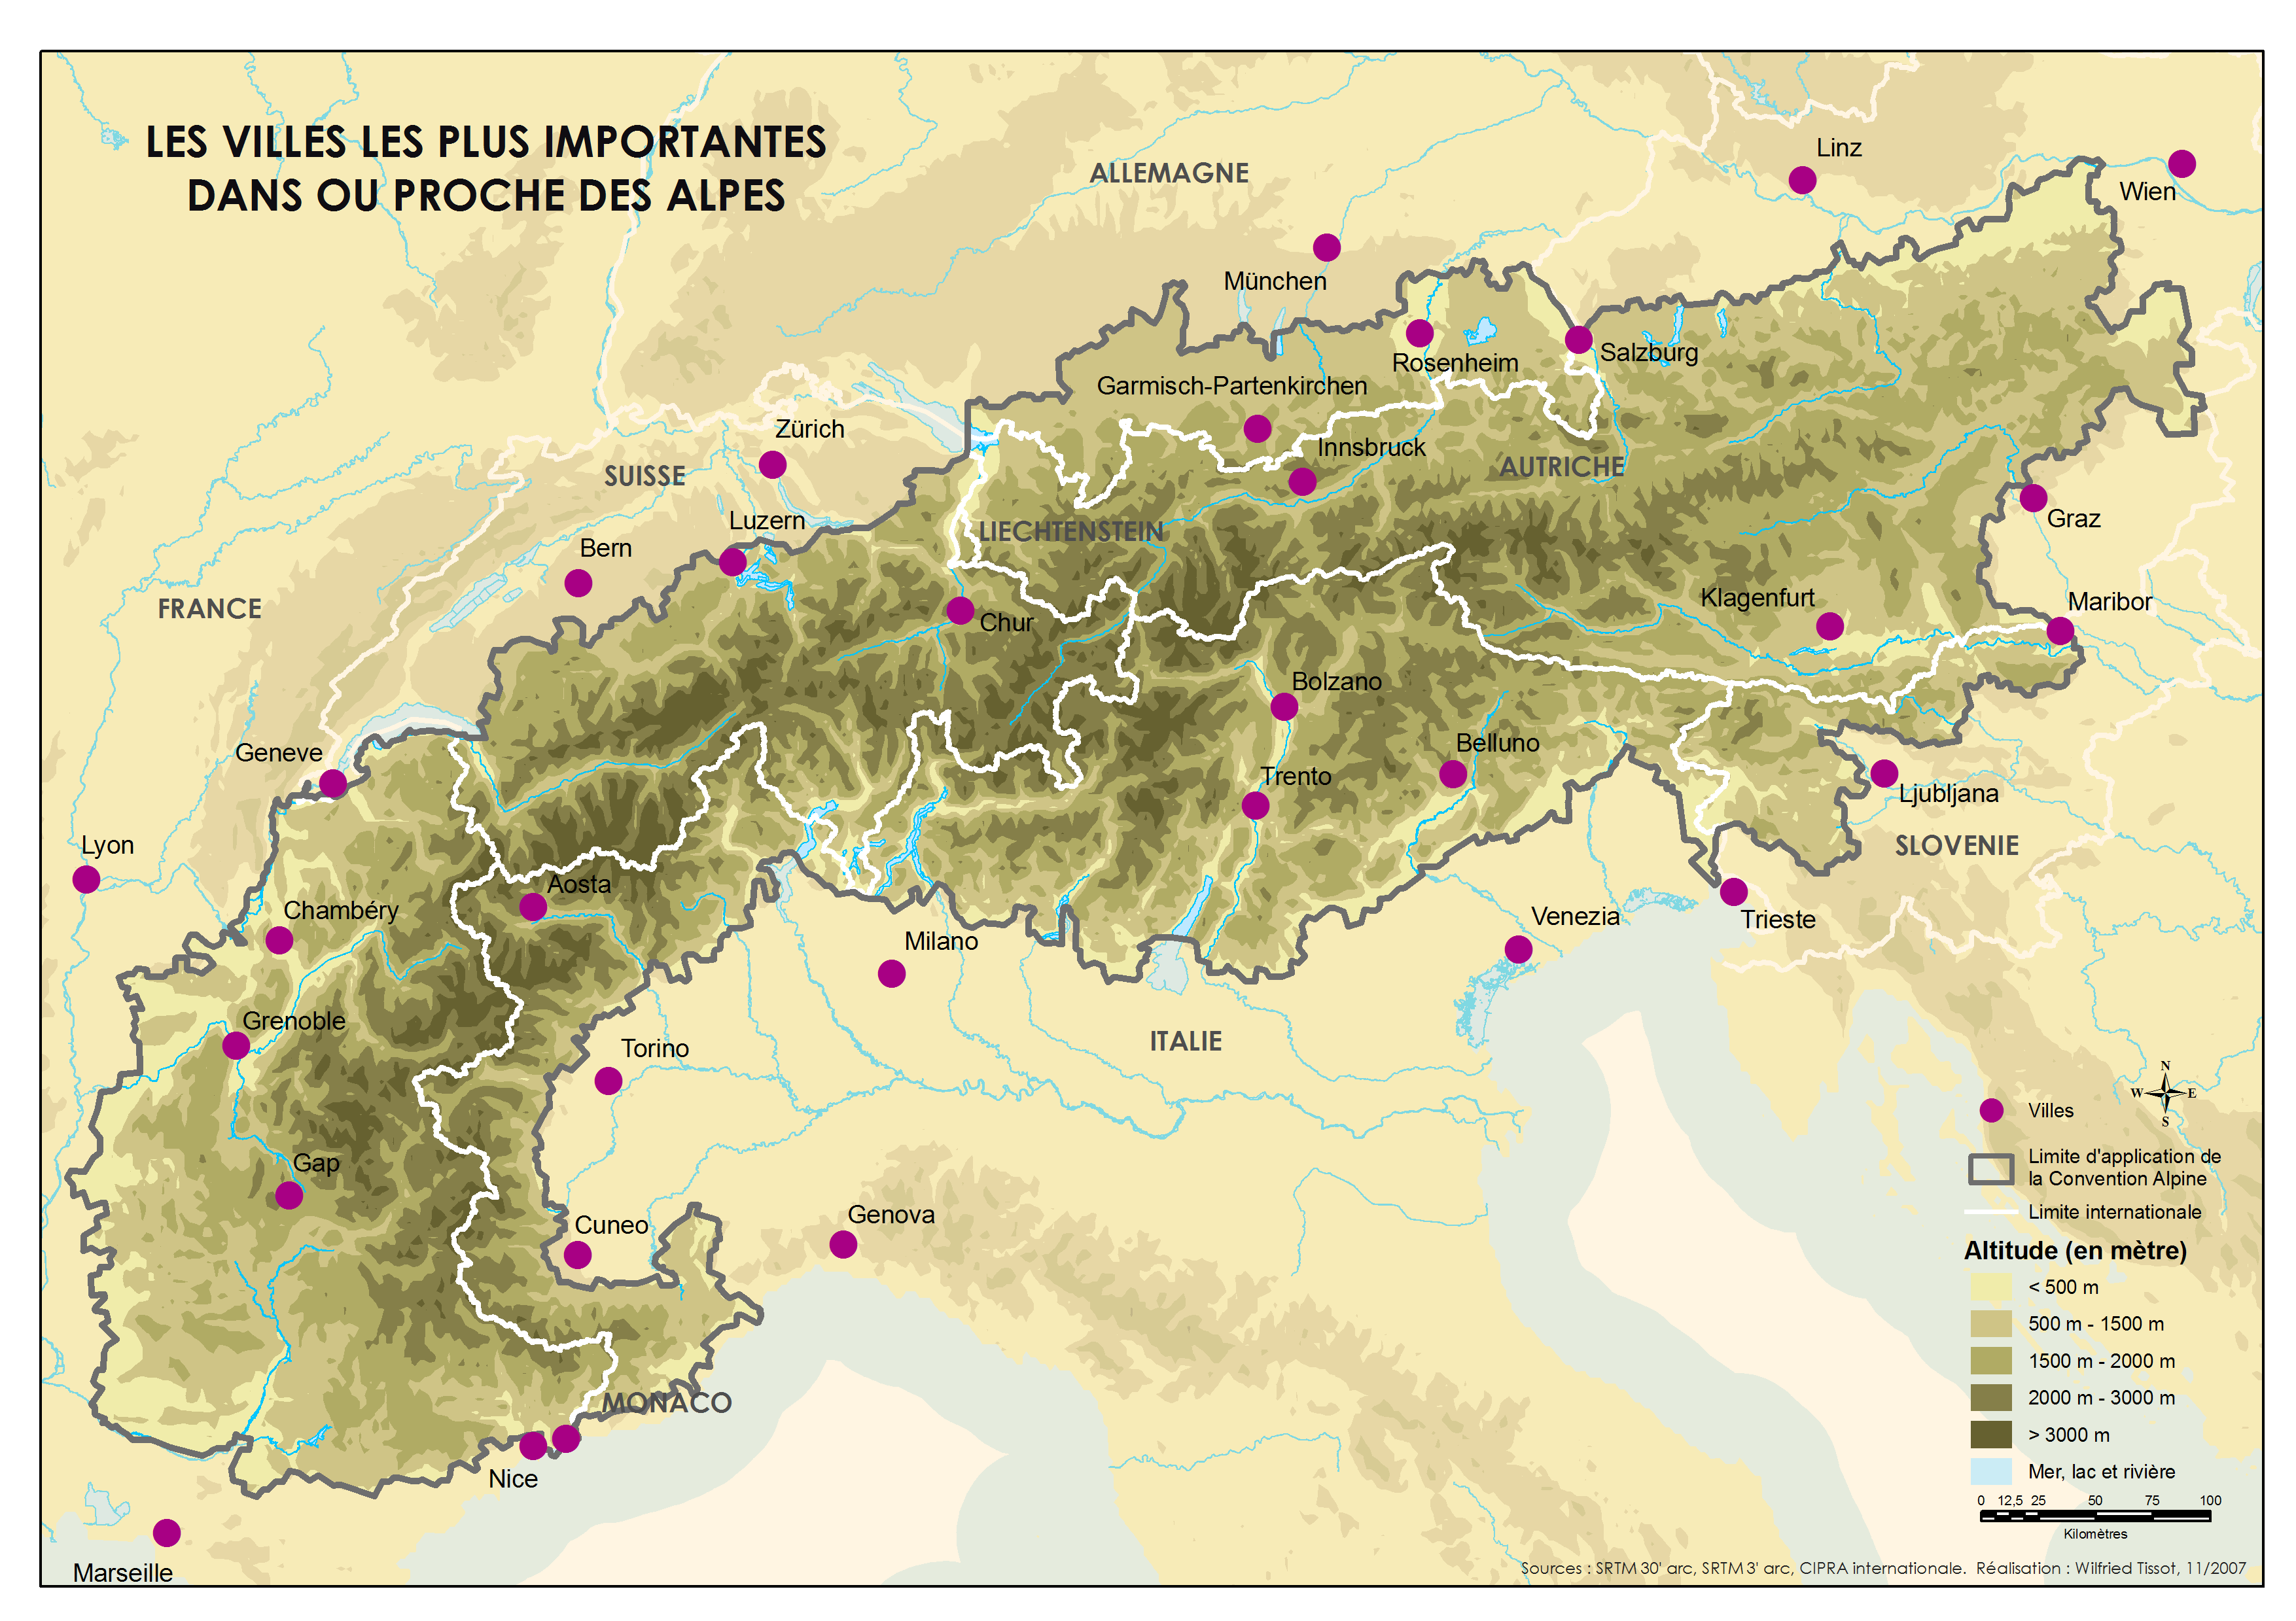 LES VILLES LES PLUS IMPORTANTES
DANS OU PROCHE DES ALPES
Linz
Wien
ALLEMAGNE
München
Rosenheim
Salzburg
Garmisch-Partenkirchen
Zürich
Innsbruck
AUTRICHE
SUISSE
Luzern
LIECHTENSTEIN
Graz
Bern
FRANCE
Chur
Klagenfurt
Maribor
Bolzano
Geneve
Belluno
Trento
Ljubljana
Lyon
SLOVENIE
Aosta
Chambéry
Milano
Venezia
Trieste
Grenoble
Torino
ITALIE
Gap
Cuneo
Genova
MONACO
Nice
Marseille
N
W
E
S
Villes
Limite d'application de
la Convention Alpine
Limite internationale
Altitude (en mètre)
< 500 m
500 m - 1500 m
1500 m - 2000 m
2000 m - 3000 m
> 3000 m
Mer, lac et rivière
0 12,5 25 50 75 100
Kilomètres
Sources : SRTM 30' arc, SRTM 3' arc, CIPRA internationale. Réalisation : Wilfried Tissot, 11/2007